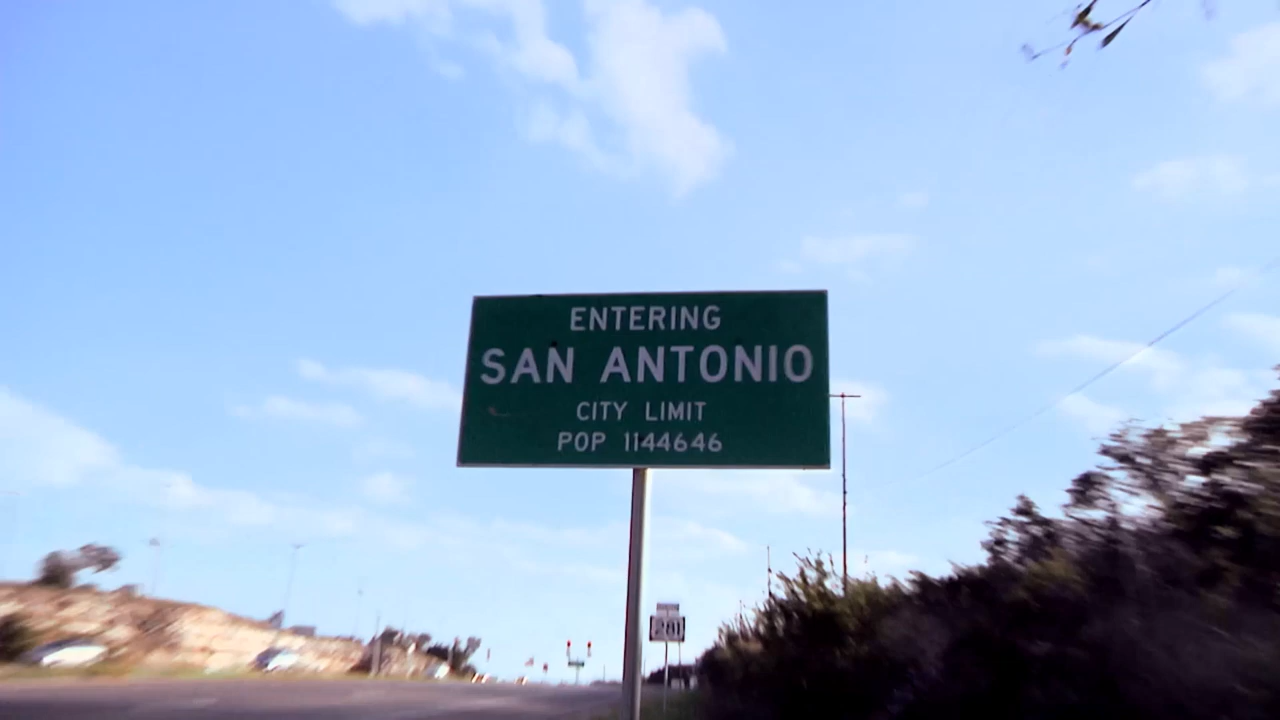 ENTERING
SAN ANTONIO
CITY LIMIT
POP 1144646
281